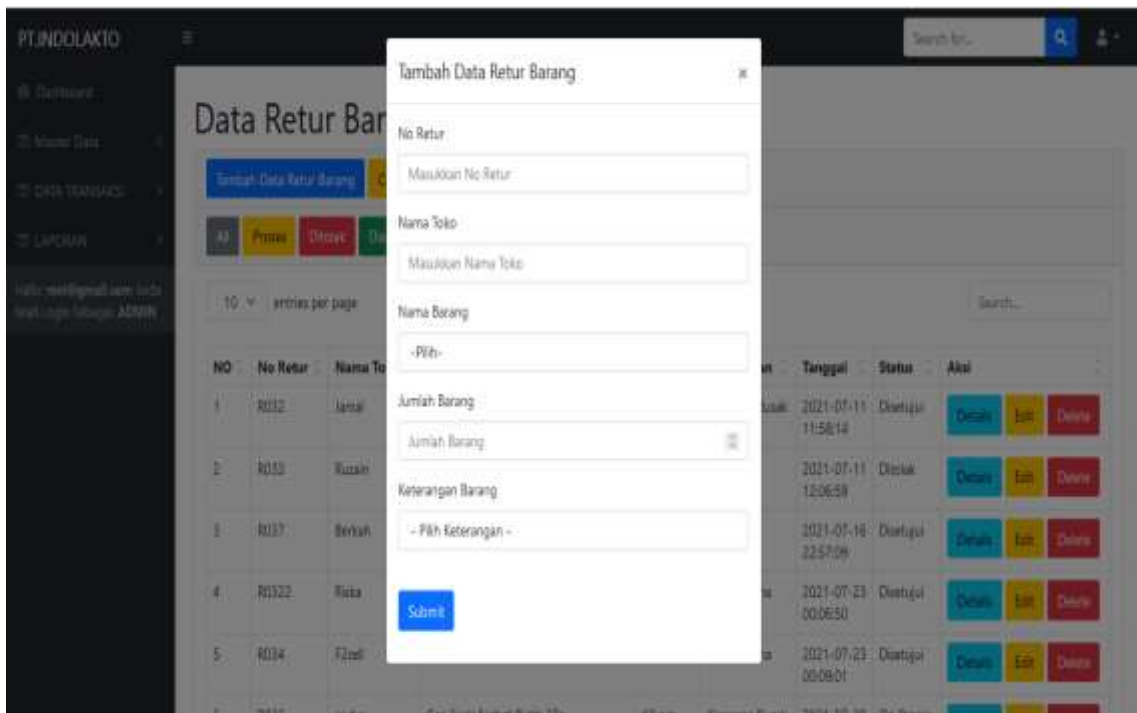 PT.INDOLAKTO
Search for...
Dashboard
Master Data
DATA TRANSAKSI
LAPORAN
ADMIN
Data Retur Bar
Tambah Data Retur Barang
All Proses Ditolak
10 entries per page
Search...
NO No Retur Nama To Tanggal Status Aksi
1 R032 Jamal 2021-07-11 11:58:14 Disetujui Details Edit Delete
2 R033 2021-07-11 12:06:59 Ditolak Details Edit Delete
3 R037 Berkah 2021-07-16 22:57:09 Disetujui Details Edit Delete
4 R0322 Riska 2021-07-23 00:06:50 Disetujui Details Edit Delete
5 R034 2021-07-23 00:09:01 Disetujui Details Edit Delete
Tambah Data Retur Barang ×
No Retur
Masukkan No Retur
Nama Toko
Masukkan Nama Toko
Nama Barang
-Pilih-
Jumlah Barang
Jumlah Barang
Keterangan Barang
- Pilih Keterangan -
Submit